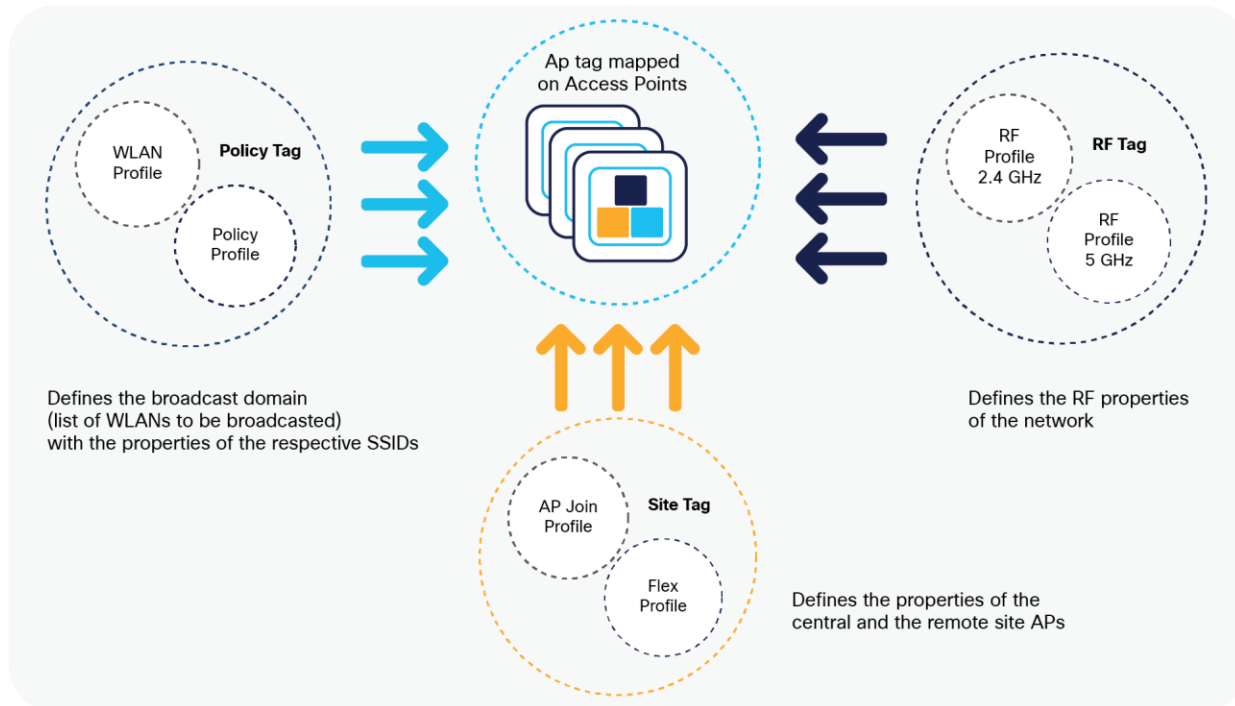 Ap tag mapped
on Access Points
WLAN
Profile
Policy Tag
Policy
Profile
RF
Profile
2.4 GHz
RF Tag
RF
Profile
5 GHz
Defines the broadcast domain
(list of WLANs to be broadcasted)
with the properties of the respective SSIDs
Defines the RF properties
of the network
AP Join
Profile
Site Tag
Flex
Profile
Defines the properties of the
central and the remote site APs